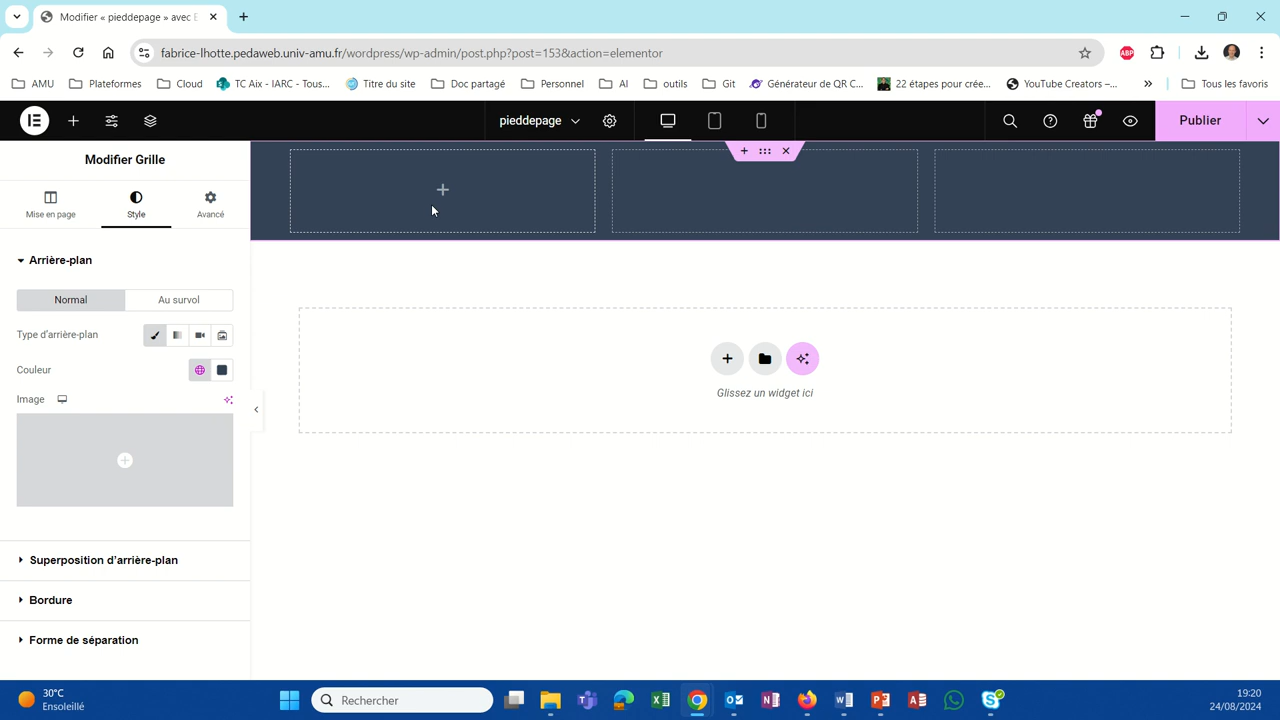 Modifier « pieddepage » avec E
fabrice-lhotte.pedaweb.univ-amu.fr/wordpress/wp-admin/post.php?post=153&action=elementor
ABP
AMU Plateformes Cloud TC Aix - IARC - Tous... Titre du site Doc partagé Personnel AI outils Git Générateur de QR C... 22 étapes pour crée... YouTube Creators –... » Tous les favoris
pieddepage Publier
Modifier Grille
Mise en page Style Avancé
Arrière-plan
Normal Au survol
Type d'arrière-plan
Couleur
Image
Glissez un widget ici
Superposition d'arrière-plan
Bordure
Forme de séparation
30°C
Ensoleillé
Rechercher
19:20
24/08/2024